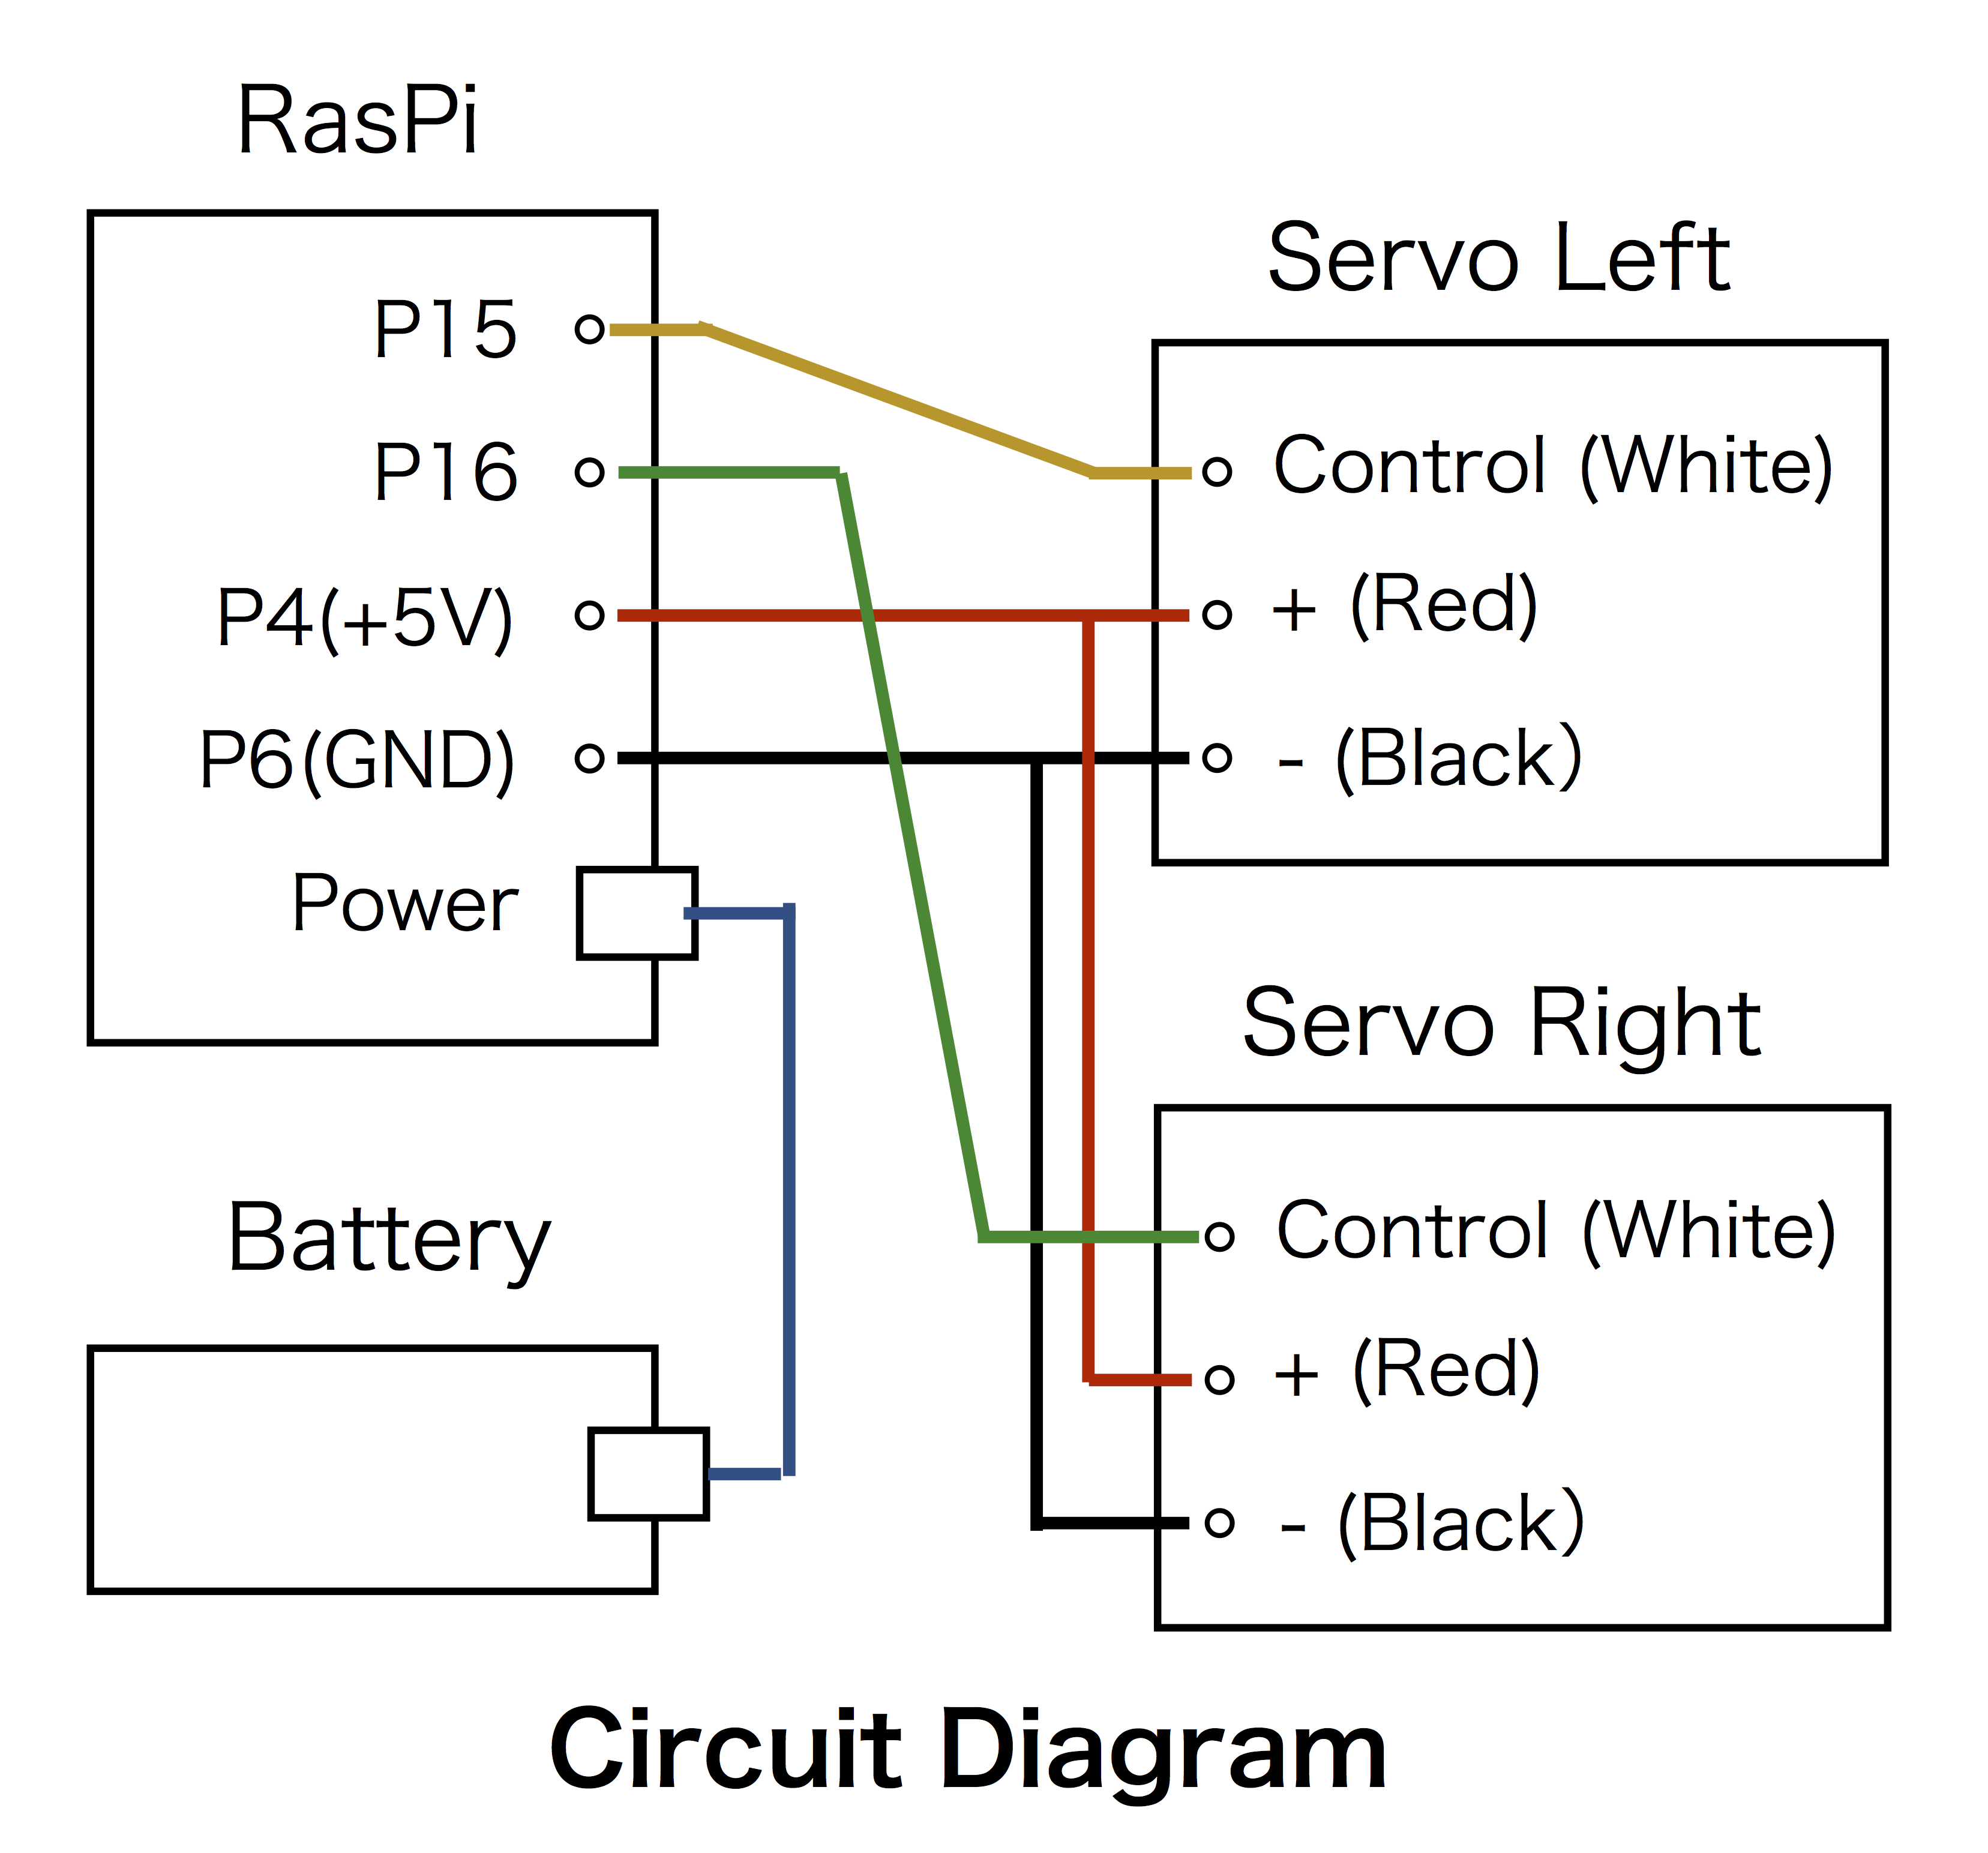 RasPi
P15
P16
P4(+5V)
P6(GND)
Power
Servo Left
Control (White)
+ (Red)
- (Black)
Servo Right
Control (White)
+ (Red)
- (Black)
Battery
Circuit Diagram